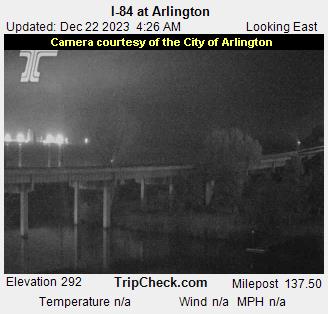 I-84 at Arlington
Updated: Dec 22 2023 4:26 AM Looking East
Camera courtesy of the City of Arlington
Elevation 292 TripCheck.com Milepost 137.50
Temperature n/a Wind n/a MPH n/a